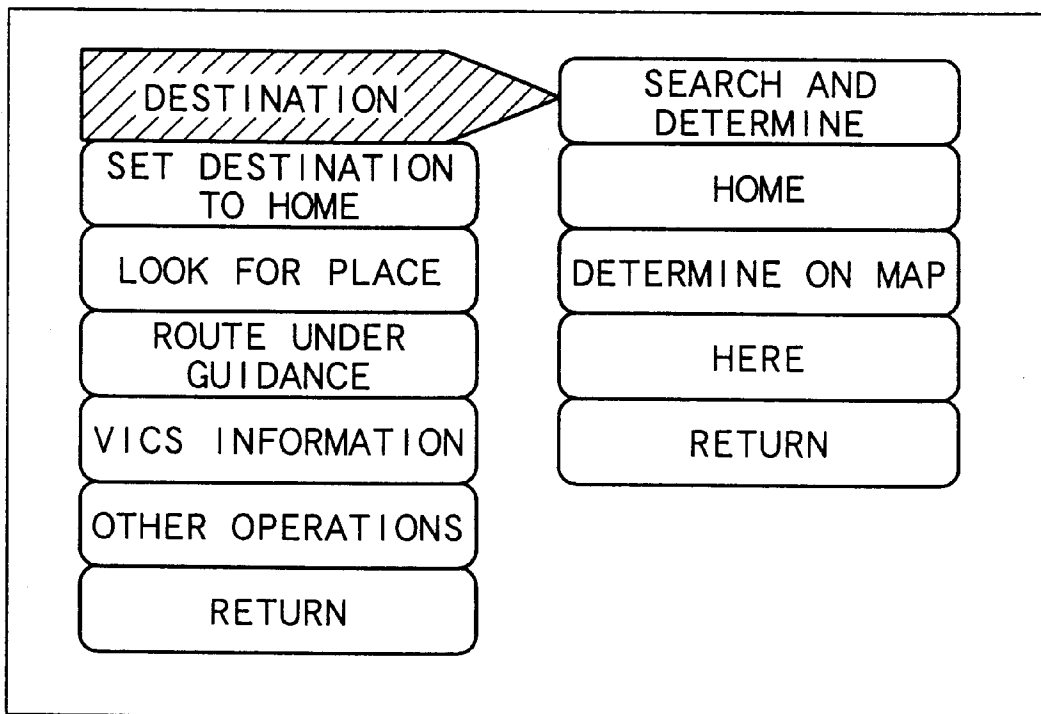 DESTINATION
SET DESTINATION
TO HOME
LOOK FOR PLACE
ROUTE UNDER
GUIDANCE
VICS INFORMATION
OTHER OPERATIONS
RETURN
SEARCH AND
DETERMINE
HOME
DETERMINE ON MAP
HERE
RETURN